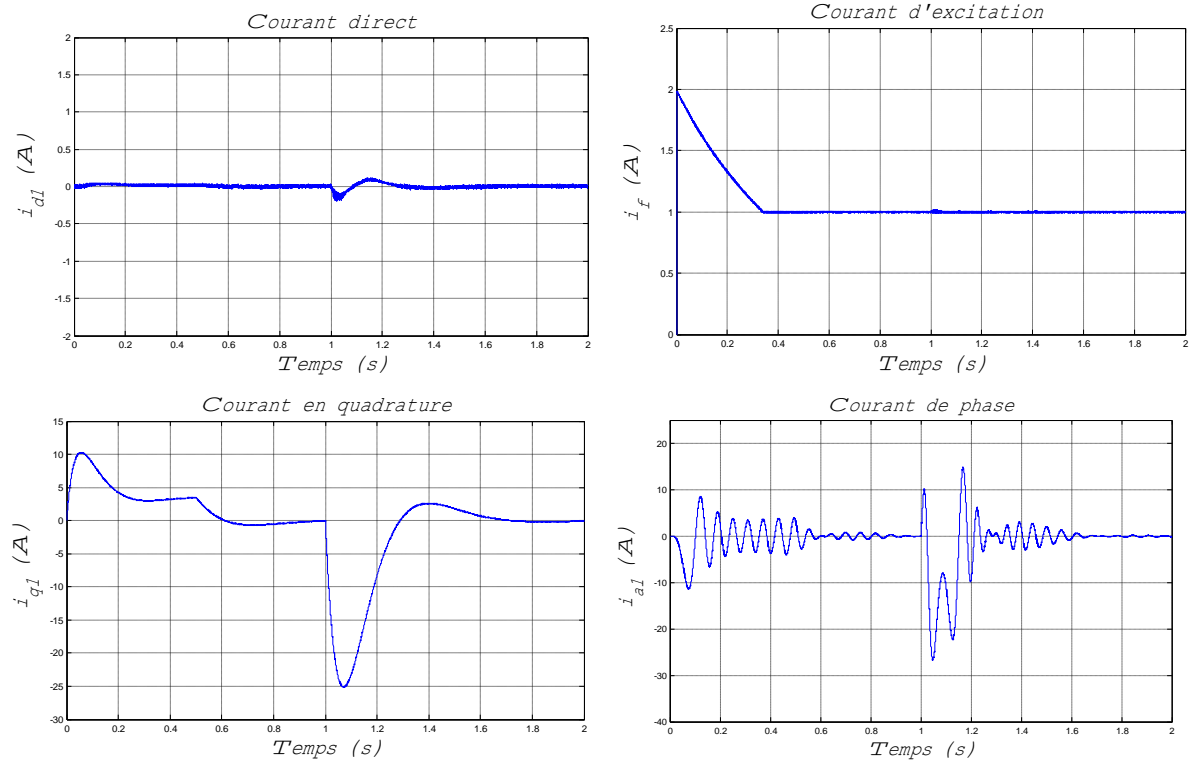 Courant direct
2
1.5
1
0.5
0
-0.5
-1
-1.5
-2
i_d1 (A)
0 0.2 0.4 0.6 0.8 1 1.2 1.4 1.6 1.8 2
Temps (s)
Courant d'excitation
2.5
2
1.5
1
0.5
0
i_f (A)
0 0.2 0.4 0.6 0.8 1 1.2 1.4 1.6 1.8 2
Temps (s)
Courant en quadrature
15
10
5
0
-5
-10
-15
-20
-25
-30
i_q1 (A)
0 0.2 0.4 0.6 0.8 1 1.2 1.4 1.6 1.8 2
Temps (s)
Courant de phase
20
10
0
-10
-20
-30
-40
i_a1 (A)
0 0.2 0.4 0.6 0.8 1 1.2 1.4 1.6 1.8 2
Temps (s)